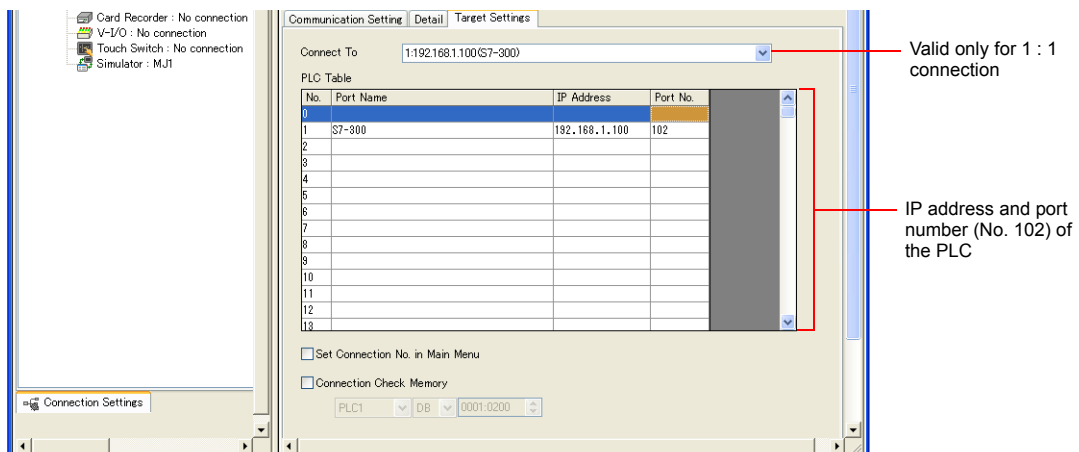 Card Recorder : No connection
V-I/O : No connection
Touch Switch : No connection
Simulator : MJ1
Connection Settings
Communication Setting Detail Target Settings
Connect To 1:192.168.1.100(S7-300)
PLC Table
No. Port Name IP Address Port No.
0
1 S7-300 192.168.1.100 102
2
3
4
5
6
7
8
9
10
11
12
13
Set Connection No. in Main Menu
Connection Check Memory
PLC1 DB 0001:0200
Valid only for 1 : 1
connection
IP address and port
number (No. 102) of
the PLC